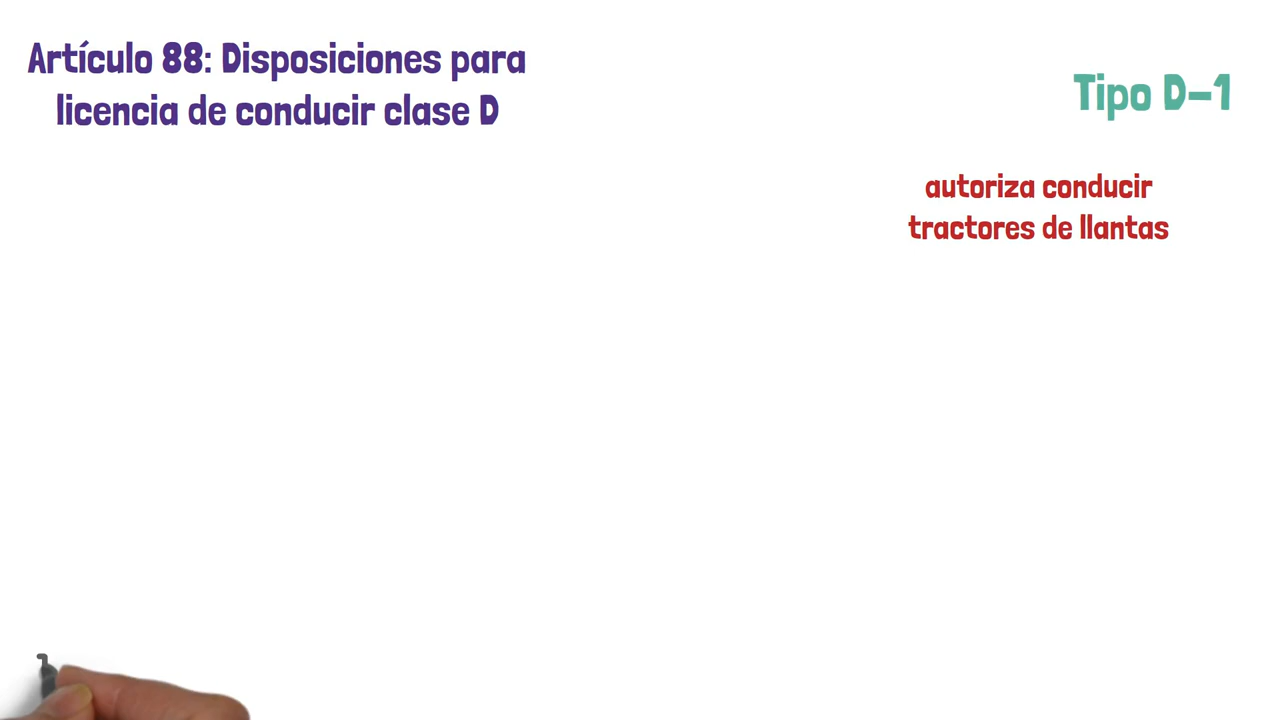 Artículo 88: Disposiciones para
licencia de conducir clase D
Tipo D-1
autoriza conducir
tractores de llantas